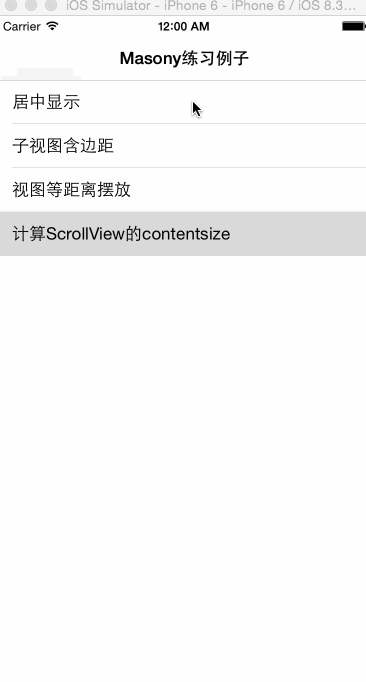 iOS Simulator - iPhone 6 - iPhone 6 / iOS 8.3...
Carrer 12:00 AM
Masony练习例子
居中显示
子视图含边距
视图等距离摆放
计算ScrollView的contentsize